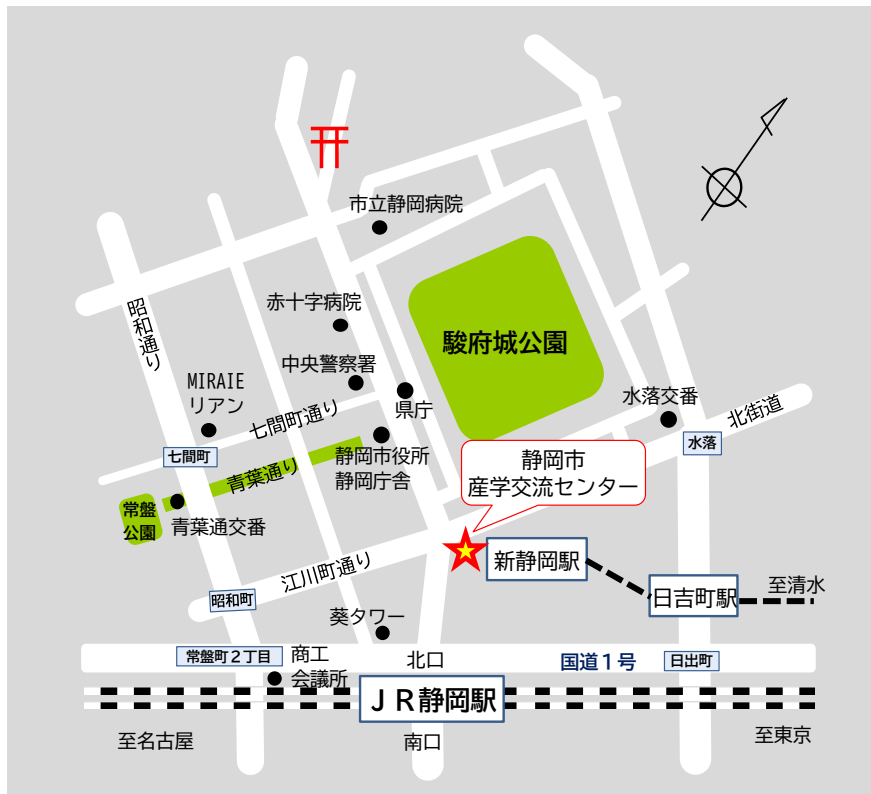 市立静岡病院
赤十字病院
昭和通り
駿府城公園
中央警察署
MIRAIE
リアン
七間町通り
県庁
水落交番
北街道
七間町
青葉通り
静岡市役所
静岡庁舎
静岡市
産学交流センター
水落
常盤
公園
青葉通交番
新静岡駅
江川町通り
日吉町駅
至清水
昭和町
葵タワー
常盤町2丁目
商工
会議所
北口
国道1号
日出町
JR静岡駅
至名古屋
南口
至東京